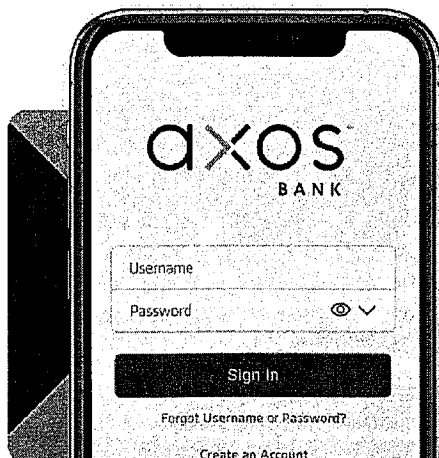 axos
BANK
Username
Password
Sign In
Forgot Username or Password?
Create an Account